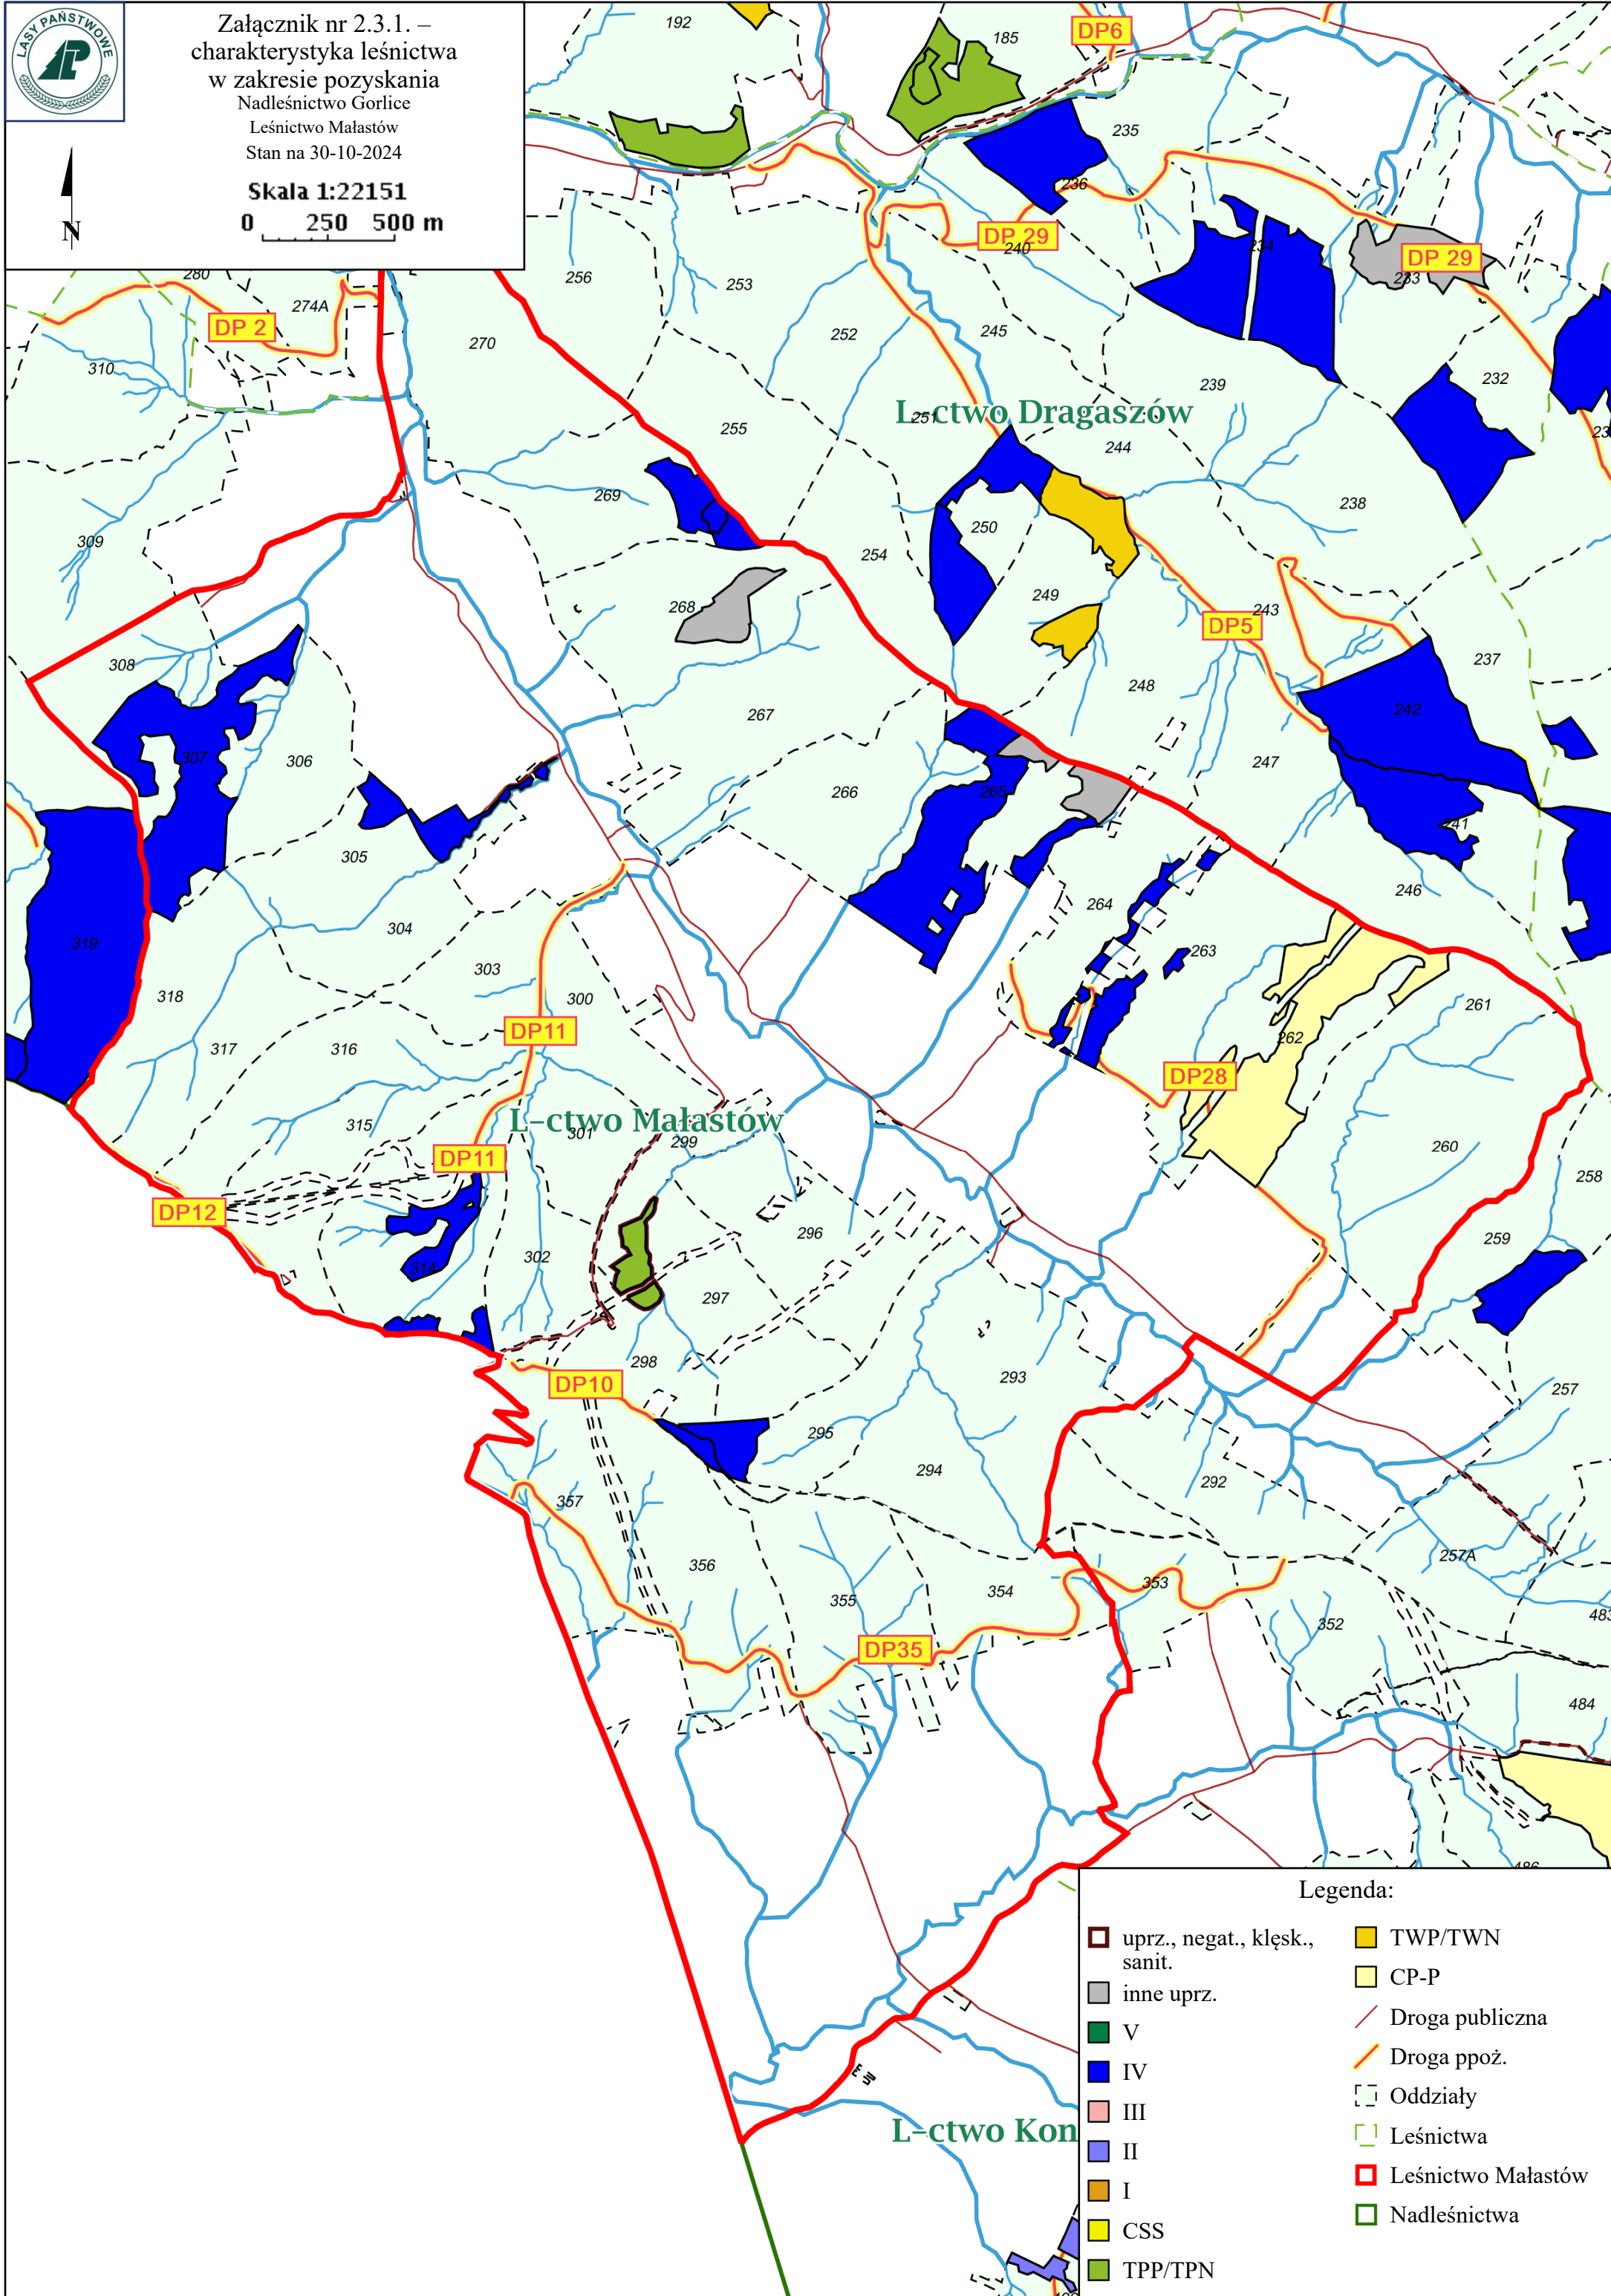 LASY PAŃSTWOWE
Załącznik nr 2.3.1. –
charakterystyka leśnictwa
w zakresie pozyskania
Nadleśnictwo Gorlice
Leśnictwo Małastów
Stan na 30-10-2024
Skala 1:22151
0 250 500 m
N
192
185
DP6
235
236
DP 29
240
234
DP 29
233
280
274A
DP 2
256
253
252
245
270
310
239
232
L-ctwo Dragaszów
251
255
244
269
250
238
309
254
268
249
243
DP5
308
248
237
267
242
307
306
247
266
265
241
305
246
264
319
304
263
303
318
300
261
DP11
262
317
316
DP28
L-ctwo Małastów
315
301
299
260
DP11
258
DP12
296
259
302
314
297
298
293
DP10
257
295
294
292
357
356
257A
354
353
355
352
483
DP35
484
486
L-ctwo Kon
Legenda:
uprz., negat., klęsk.,
sanit.
inne uprz.
V
IV
III
II
I
CSS
TPP/TPN
TWP/TWN
CP-P
Droga publiczna
Droga ppoż.
Oddziały
Leśnictwa
Leśnictwo Małastów
Nadleśnictwa